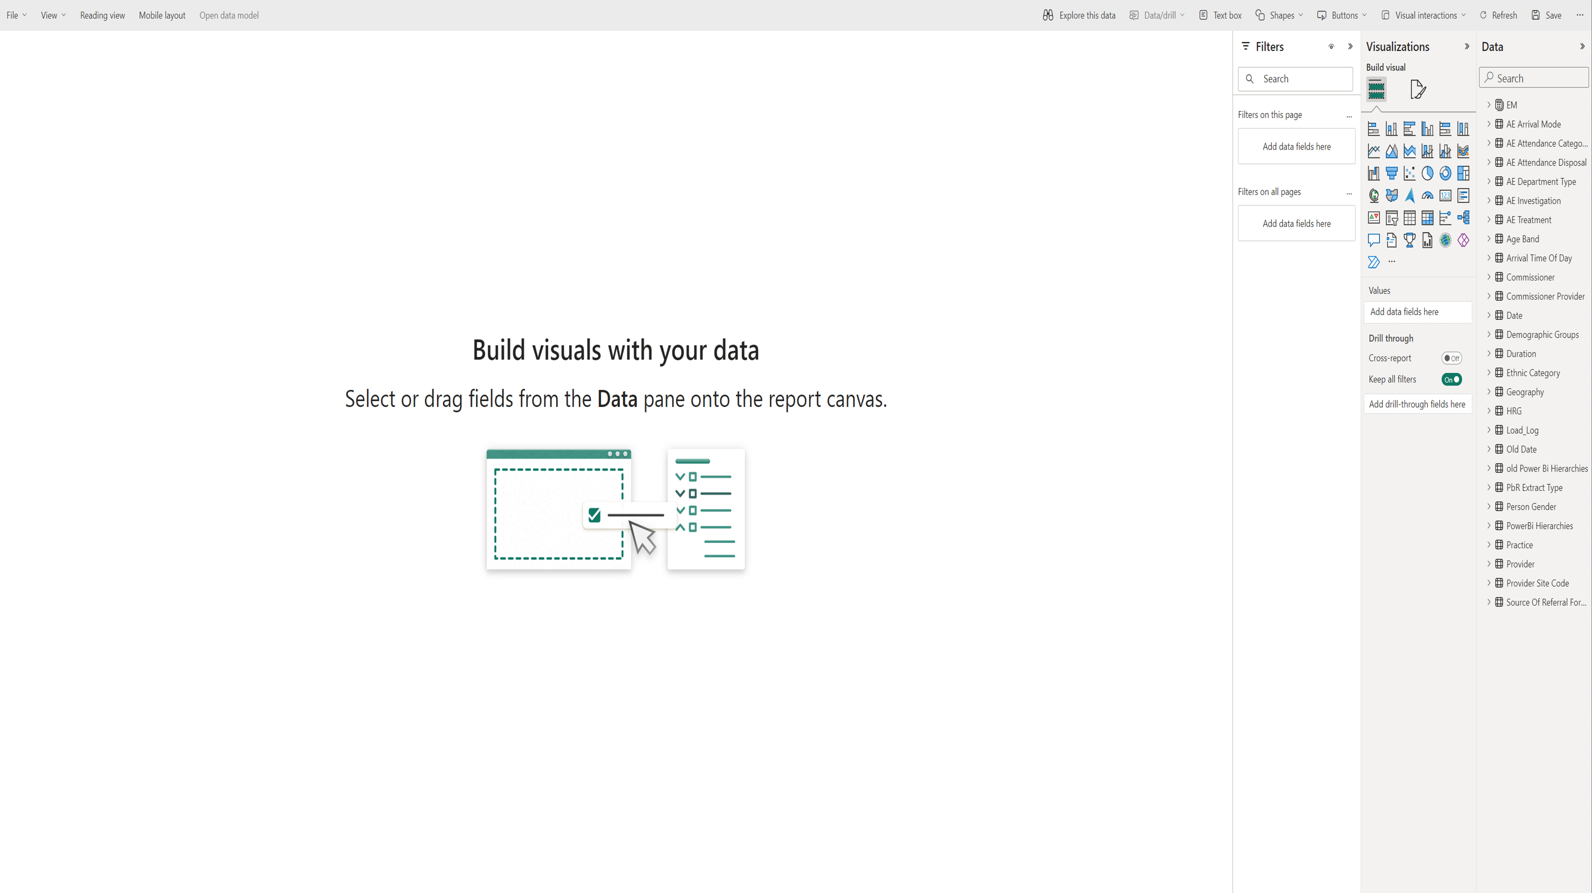 File View Reading view Mobile layout Open data model Explore this data Data/drill Text box Shapes Buttons Visual interactions Refresh Save ...
Build visuals with your data
Select or drag fields from the Data pane onto the report canvas.
Filters
Search
Filters on this page ...
Add data fields here
Filters on all pages ...
Add data fields here
Visualizations
Build visual
123
...
Values
Add data fields here
Drill through
Cross-report Off
Keep all filters On
Add drill-through fields here
Data
Search
EM
AE Arrival Mode
AE Attendance Catego...
AE Attendance Disposal
AE Department Type
AE Investigation
AE Treatment
Age Band
Arrival Time Of Day
Commissioner
Commissioner Provider
Date
Demographic Groups
Duration
Ethnic Category
Geography
HRG
Load_Log
Old Date
old Power Bi Hierarchies
PbR Extract Type
Person Gender
PowerBi Hierarchies
Practice
Provider
Provider Site Code
Source Of Referral For...